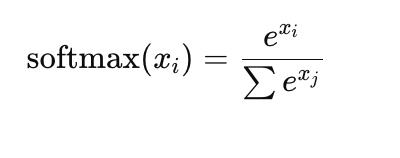 softmax(xᵢ) = e^{xᵢ} / ∑ e^{xⱼ}